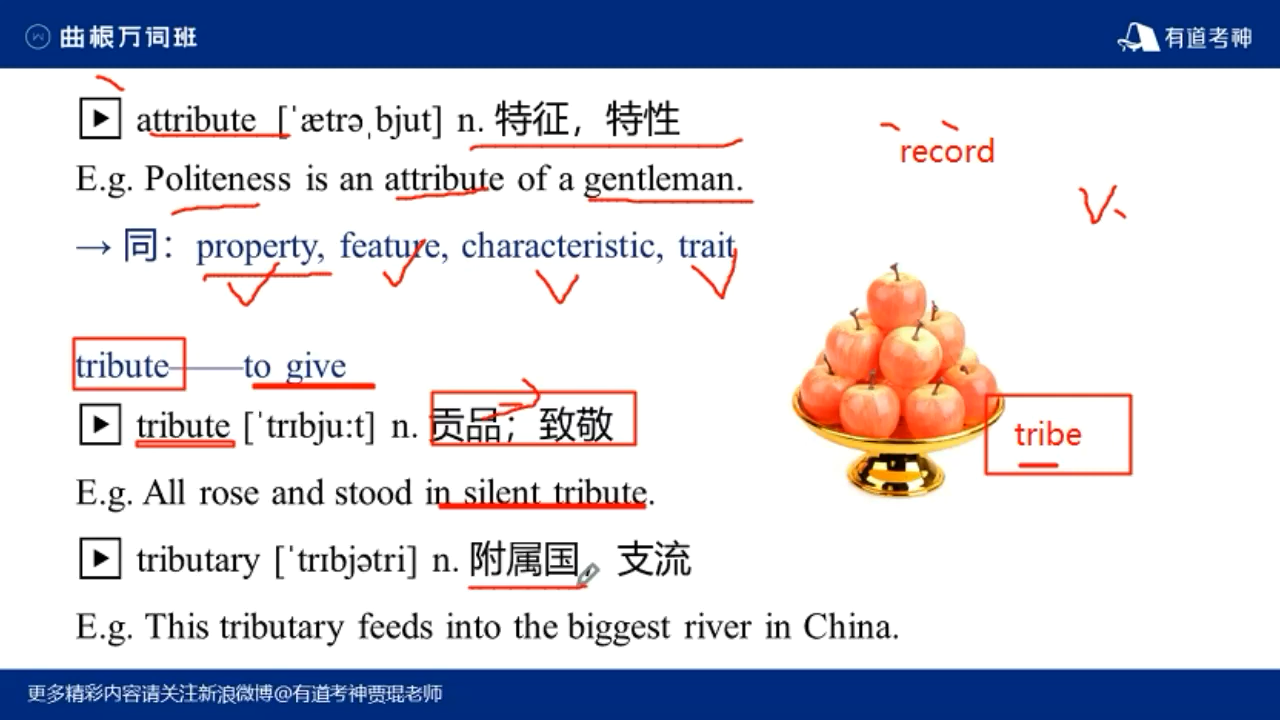 曲根万词班
有道考神
▶ attribute [ˈætrəˌbjut] n. 特征，特性
record
E.g. Politeness is an attribute of a gentleman.
V.
→ 同：property, feature, characteristic, trait
tribute——to give
▶ tribute [ˈtrɪbju:t] n. 贡品；致敬
tribe
E.g. All rose and stood in silent tribute.
▶ tributary [ˈtrɪbjətri] n. 附属国，支流
E.g. This tributary feeds into the biggest river in China.
更多精彩内容请关注新浪微博@有道考神贾琨老师